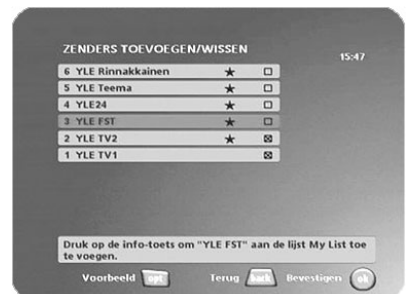 ZENDERS TOEVOEGEN/WISSEN
15:47
6 YLE Rinnakkainen
5 YLE Teema
4 YLE24
3 YLE FST
2 YLE TV2
1 YLE TV1
Druk op de info-toets om "YLE FST" aan de lijst My List toe
te voegen.
Voorbeeld opt Terug back Bevestigen ok